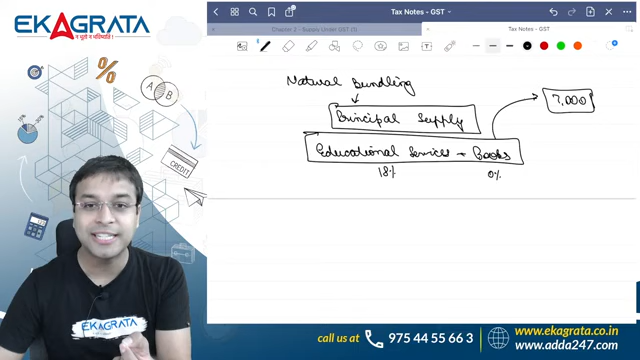 EKAGRATA
। न भूतो न भविष्यति ।
Tax Notes - GST
Chapter 2 - Supply Under GST (1)
Tax Notes - GST
Natural Bundling
Principal Supply
7,000
Educational Services + Books
18%
0%
%
A
B
CREDIT
EKAGRATA
call us at
975 44 55 66 3
www.ekagrata.co.in
www.adda247.com